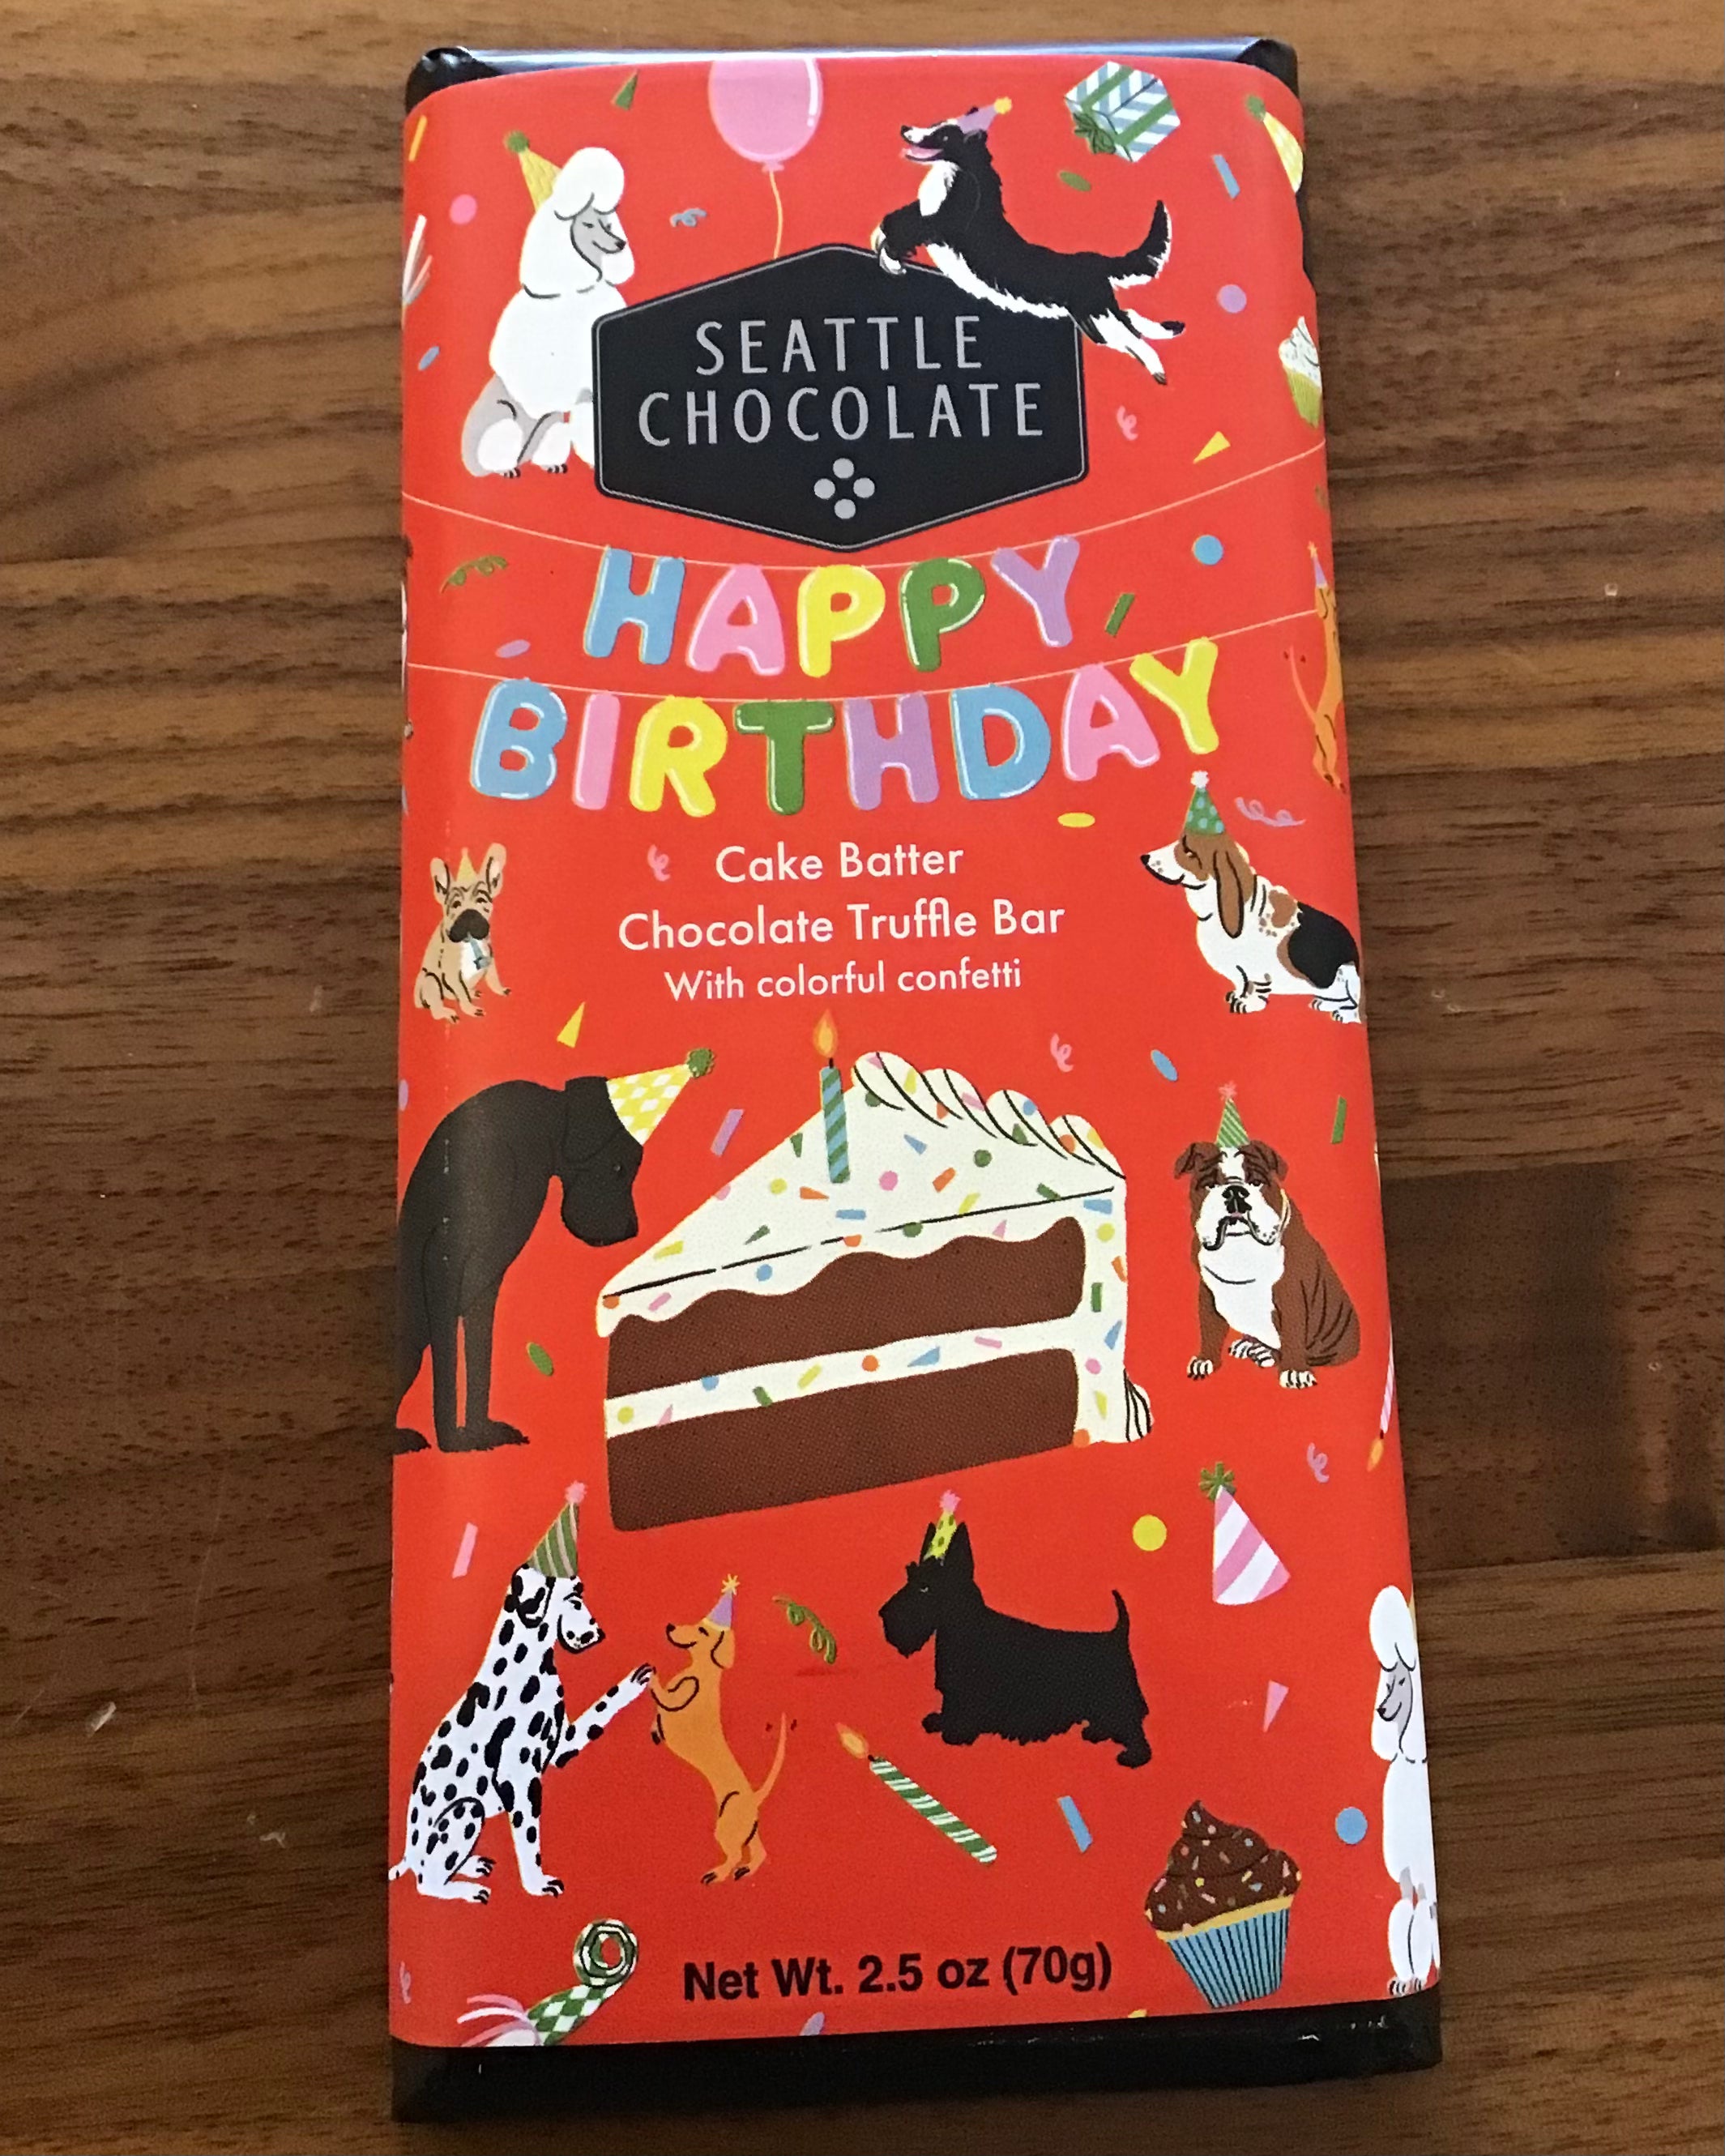 SEATTLE
CHOCOLATE
HAPPY
BIRTHDAY
Cake Batter
Chocolate Truffle Bar
With colorful confetti
Net Wt. 2.5 oz (70g)